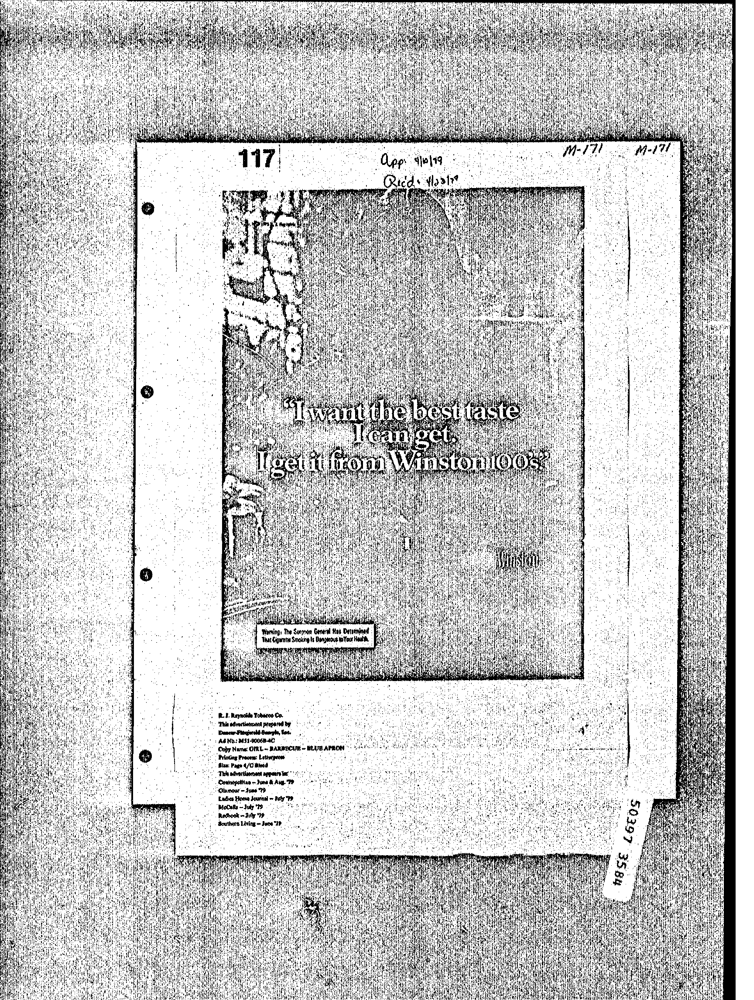 117
App. 4/10/79
Rec'd. 4/23/79
M-171
M-171
“I want the best taste
I can get.
I get it from Winston 100's.”
Winston
Warning: The Surgeon General Has Determined
That Cigarette Smoking Is Dangerous to Your Health.
R. J. Reynolds Tobacco Co.
This advertisement prepared by
Dancer-Fitzgerald-Sample, Inc.
Ad No.: M51-9006B-4C
Copy Name: GIRL – BARBECUE – BLUE APRON
Printing Process: Letterpress
Size: Page 4/C Bleed
This advertisement appears in:
Cosmopolitan – June & Aug. '79
Glamour – June '79
Ladies Home Journal – July '79
McCalls – July '79
Redbook – July '79
Southern Living – June '79
50397 3584